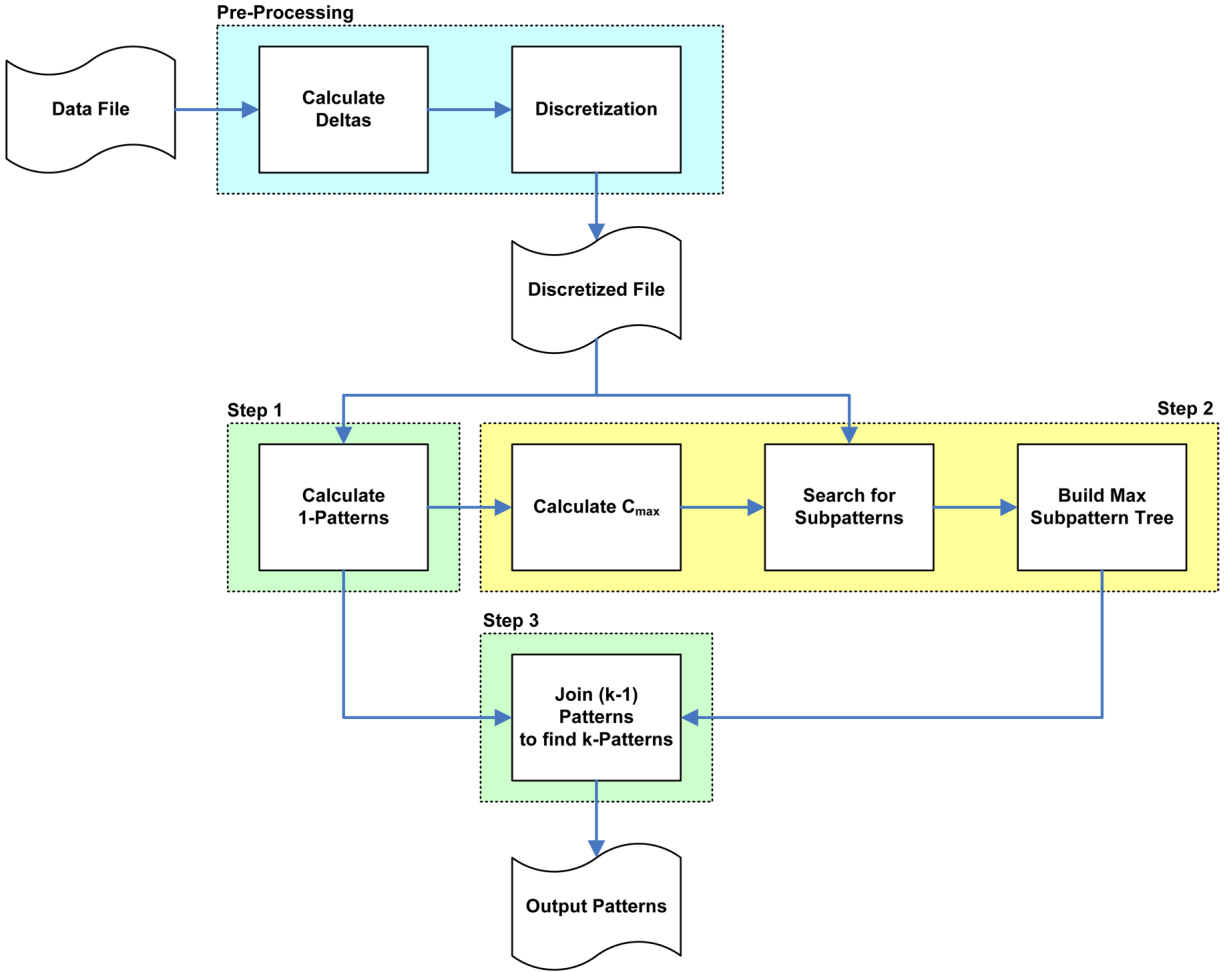 Pre-Processing
Data File
Calculate
Deltas
Discretization
Discretized File
Step 1
Step 2
Calculate
1-Patterns
Calculate Cmax
Search for
Subpatterns
Build Max
Subpattern Tree
Step 3
Join (k-1)
Patterns
to find k-Patterns
Output Patterns